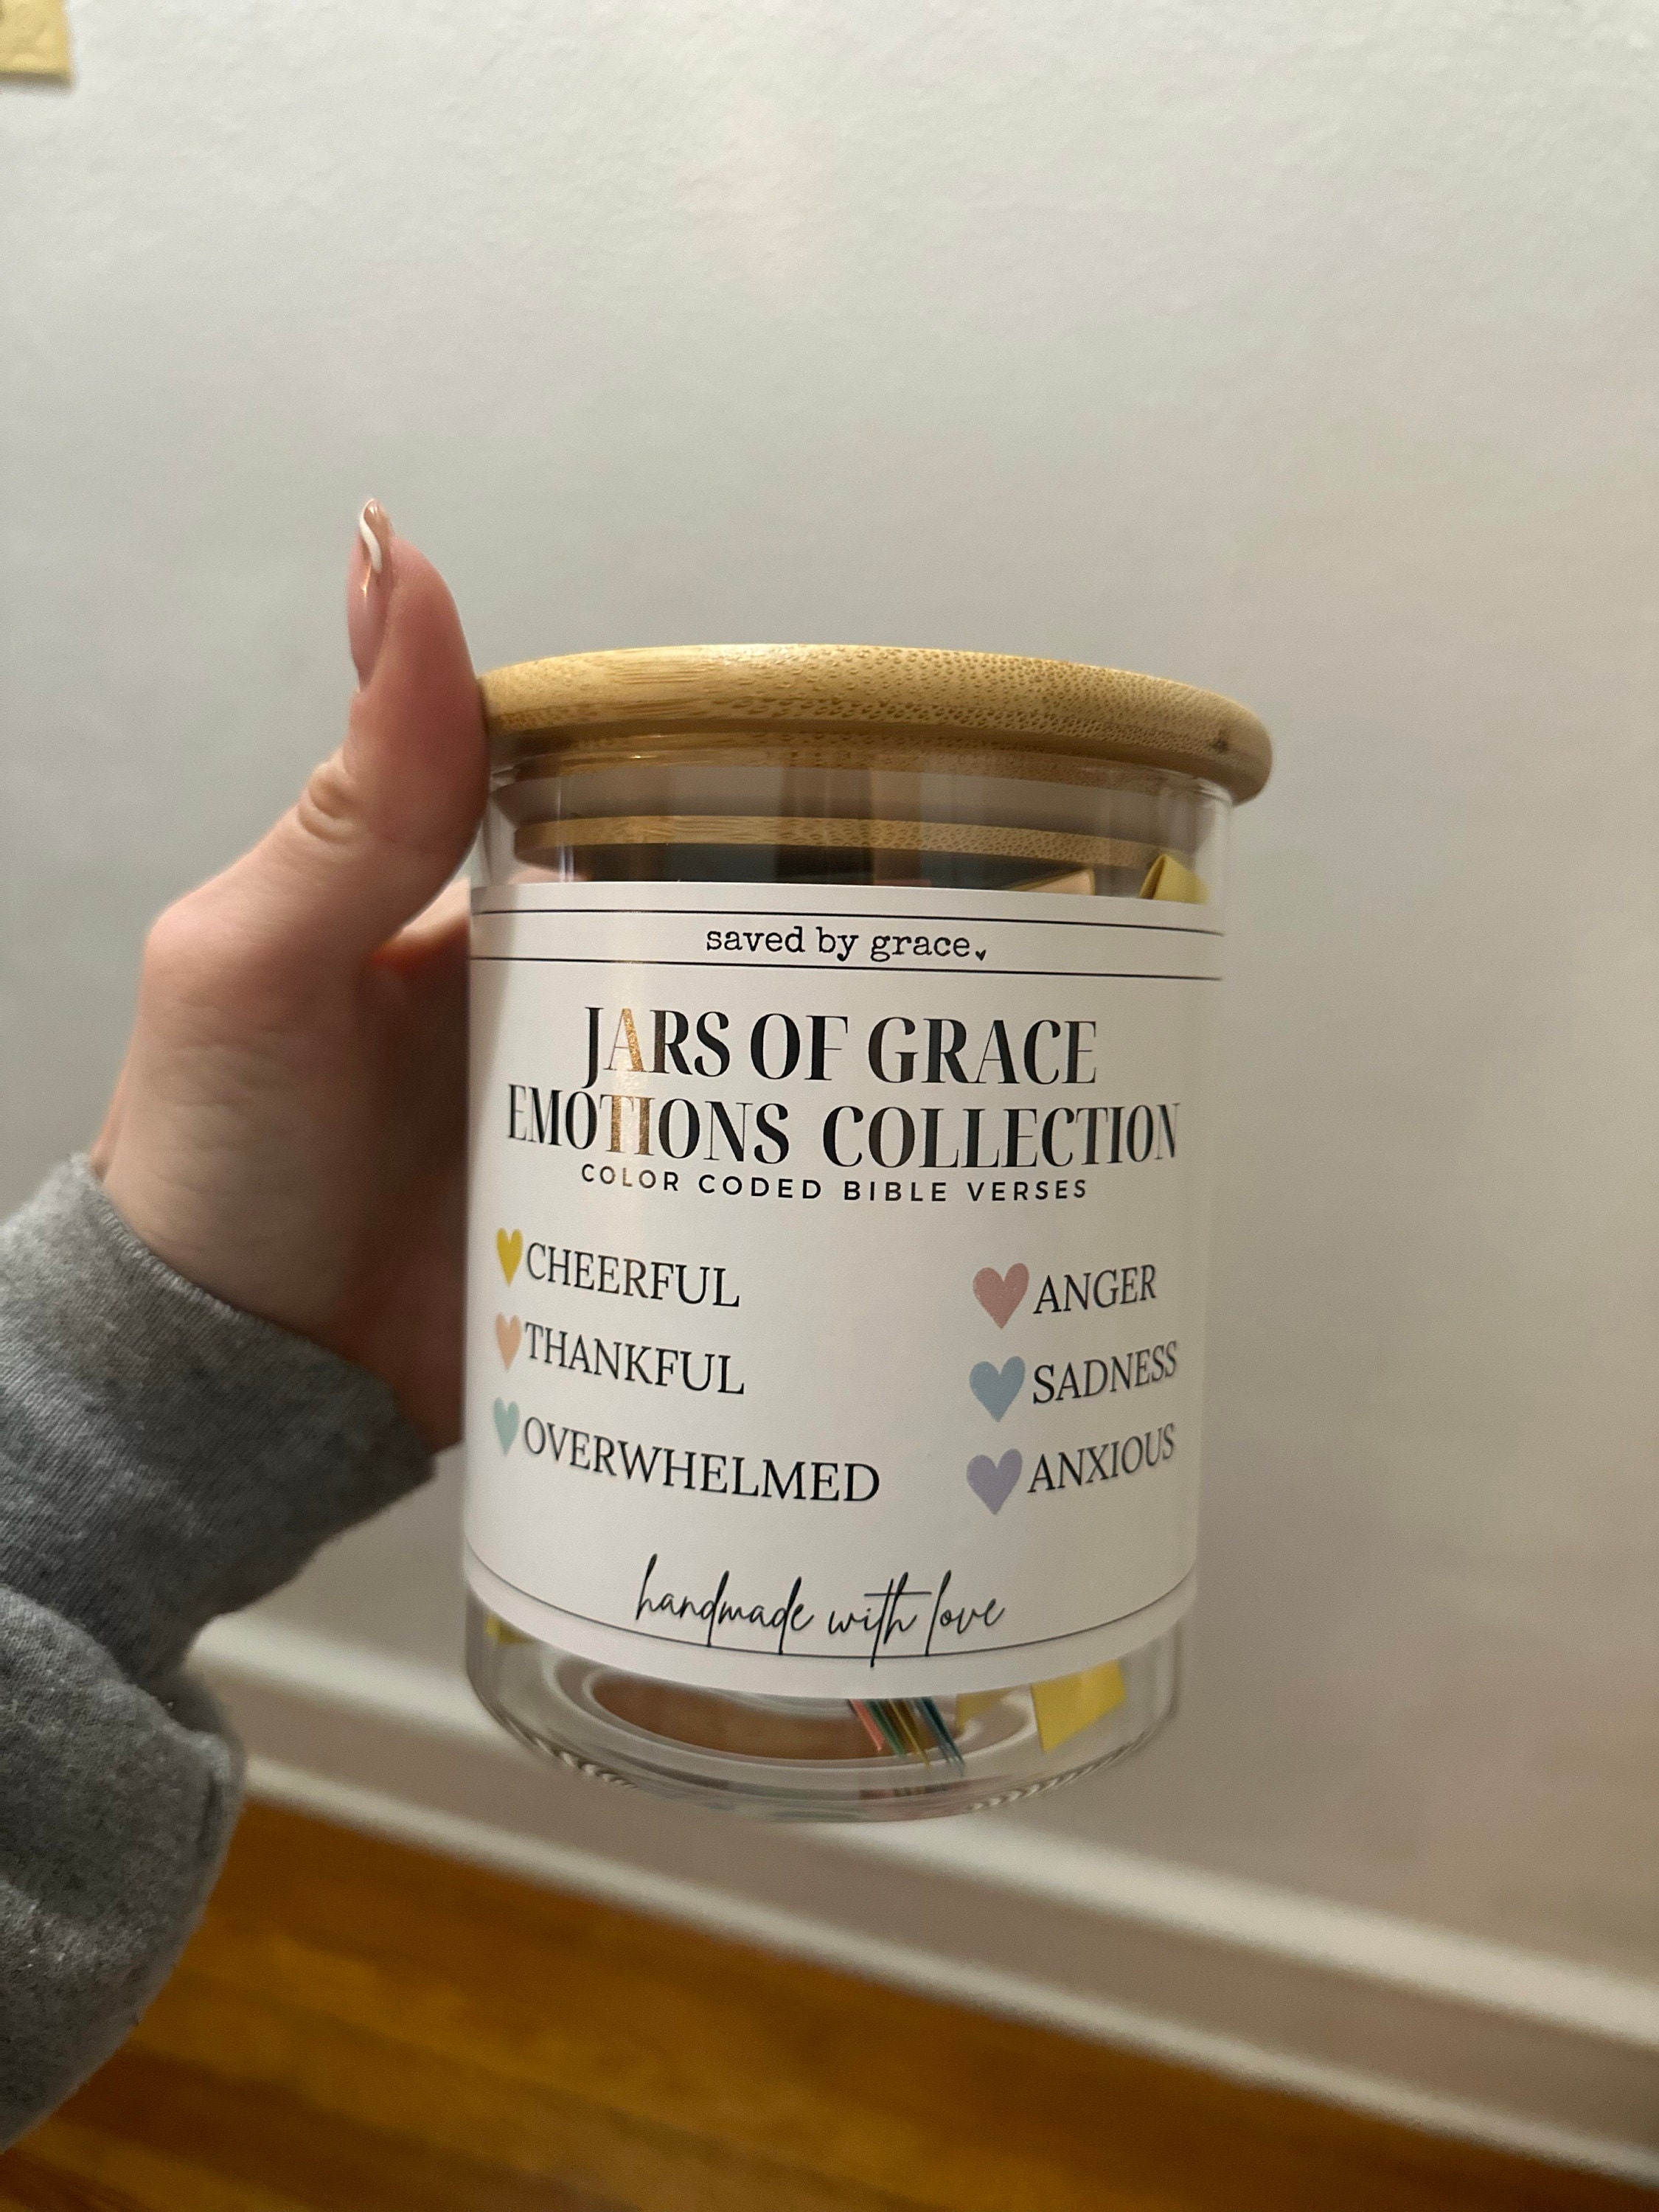 saved by grace.
JARS OF GRACE
EMOTIONS COLLECTION
COLOR CODED BIBLE VERSES
CHEERFUL
THANKFUL
OVERWHELMED
ANGER
SADNESS
ANXIOUS
handmade with love